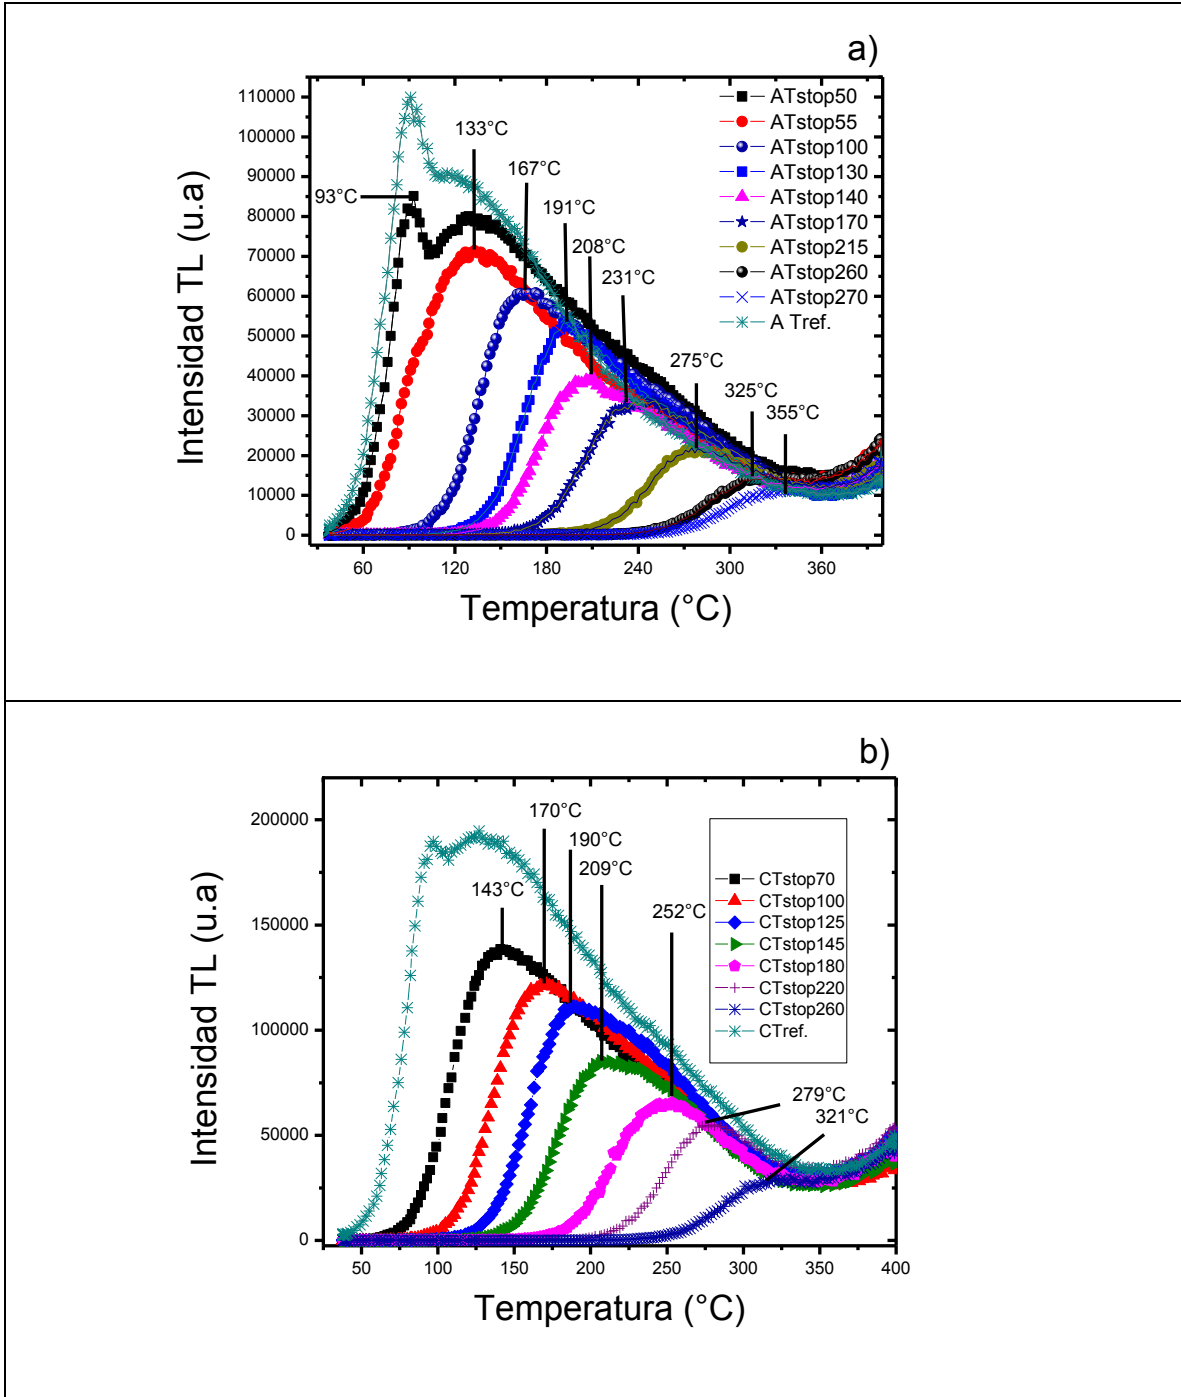 a)
110000
100000
90000
80000
70000
60000
50000
40000
30000
20000
10000
0
Intensidad TL (u.a)
93°C
133°C
167°C
191°C
208°C
231°C
275°C
325°C
355°C
ATstop50
ATstop55
ATstop100
ATstop130
ATstop140
ATstop170
ATstop215
ATstop260
ATstop270
A Tref.
60 120 180 240 300 360
Temperatura (°C)
b)
200000
150000
100000
50000
0
Intensidad TL (u.a)
143°C
170°C
190°C
209°C
252°C
279°C
321°C
CTstop70
CTstop100
CTstop125
CTstop145
CTstop180
CTstop220
CTstop260
CTref.
50 100 150 200 250 300 350 400
Temperatura (°C)